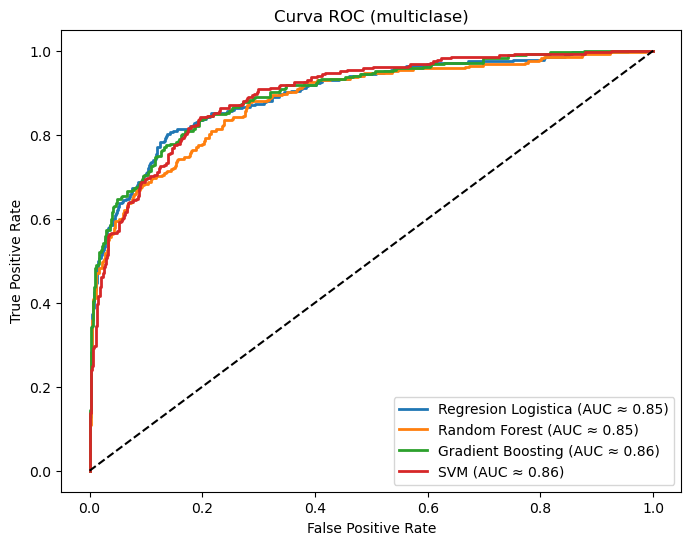 Curva ROC (multiclase)
True Positive Rate
1.0
0.8
0.6
0.4
0.2
0.0
Regresion Logistica (AUC ≈ 0.85)
Random Forest (AUC ≈ 0.85)
Gradient Boosting (AUC ≈ 0.86)
SVM (AUC ≈ 0.86)
0.0 0.2 0.4 0.6 0.8 1.0
False Positive Rate